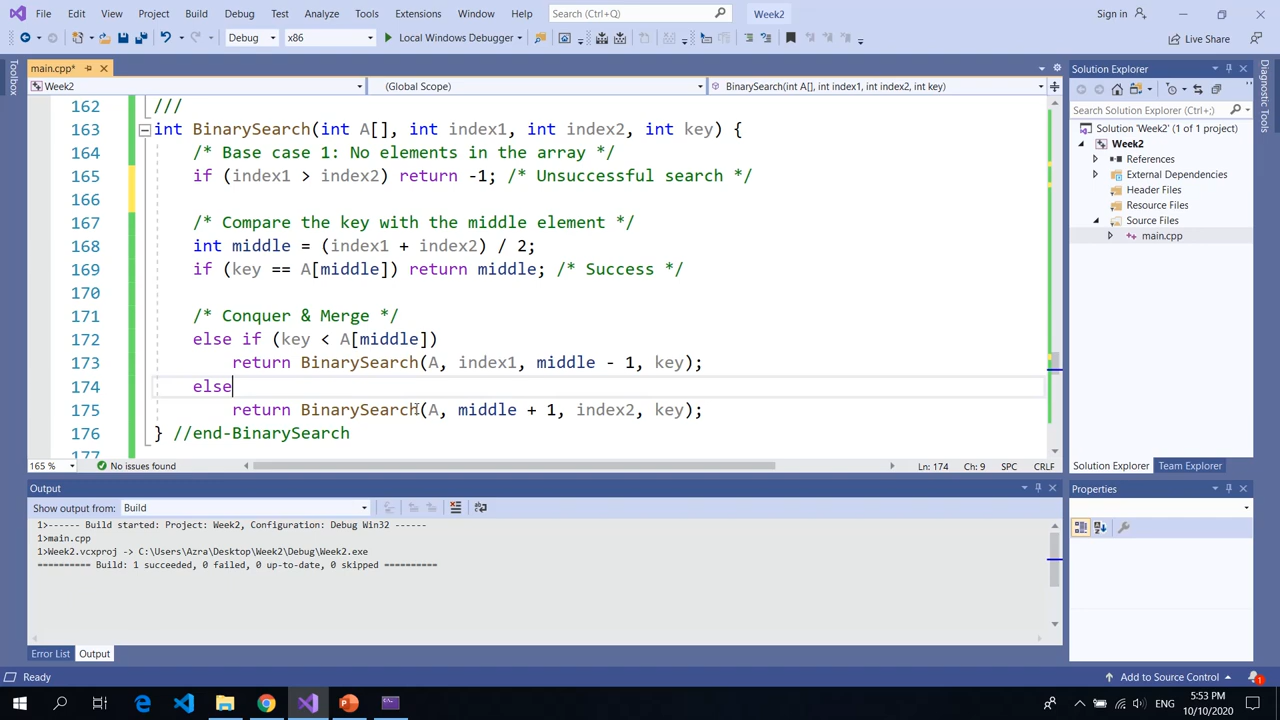 File Edit View Project Build Debug Test Analyze Tools Extensions Window Help Search (Ctrl+Q) Week2 Sign in
Debug x86 Local Windows Debugger Live Share
main.cpp*
Week2 (Global Scope) BinarySearch(int A[], int index1, int index2, int key)
162 ///
163 int BinarySearch(int A[], int index1, int index2, int key) {
164 /* Base case 1: No elements in the array */
165 if (index1 > index2) return -1; /* Unsuccessful search */
166
167 /* Compare the key with the middle element */
168 int middle = (index1 + index2) / 2;
169 if (key == A[middle]) return middle; /* Success */
170
171 /* Conquer & Merge */
172 else if (key < A[middle])
173 return BinarySearch(A, index1, middle - 1, key);
174 else
175 return BinarySearch(A, middle + 1, index2, key);
176 } //end-BinarySearch
177
165 % No issues found Ln: 174 Ch: 9 SPC CRLF
Output
Show output from: Build
1>------ Build started: Project: Week2, Configuration: Debug Win32 ------
1>main.cpp
1>Week2.vcxproj -> C:\Users\Azra\Desktop\Week2\Debug\Week2.exe
========== Build: 1 succeeded, 0 failed, 0 up-to-date, 0 skipped ==========
Error List Output
Toolbox
Solution Explorer
Search Solution Explorer (Ctrl+
Solution 'Week2' (1 of 1 project)
Week2
References
External Dependencies
Header Files
Resource Files
Source Files
main.cpp
Solution Explorer Team Explorer
Properties
Diagnostic Tools
Ready Add to Source Control 1
ENG 5:53 PM
10/10/2020